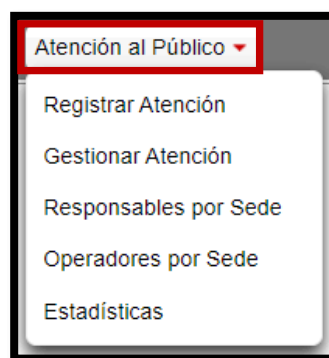 Atención al Público
Registrar Atención
Gestionar Atención
Responsables por Sede
Operadores por Sede
Estadísticas